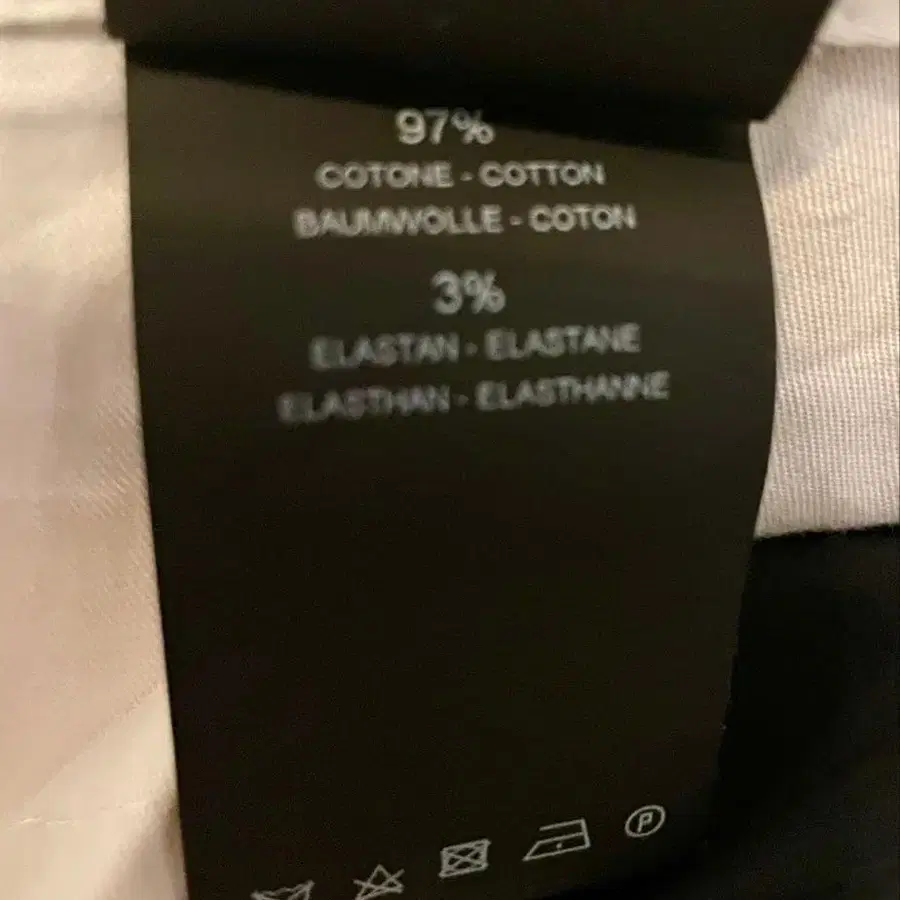 97%
COTONE - COTTON
BAUMWOLLE - COTON
3%
ELASTAN - ELASTANE
ELASTHAN - ELASTHANNE
P